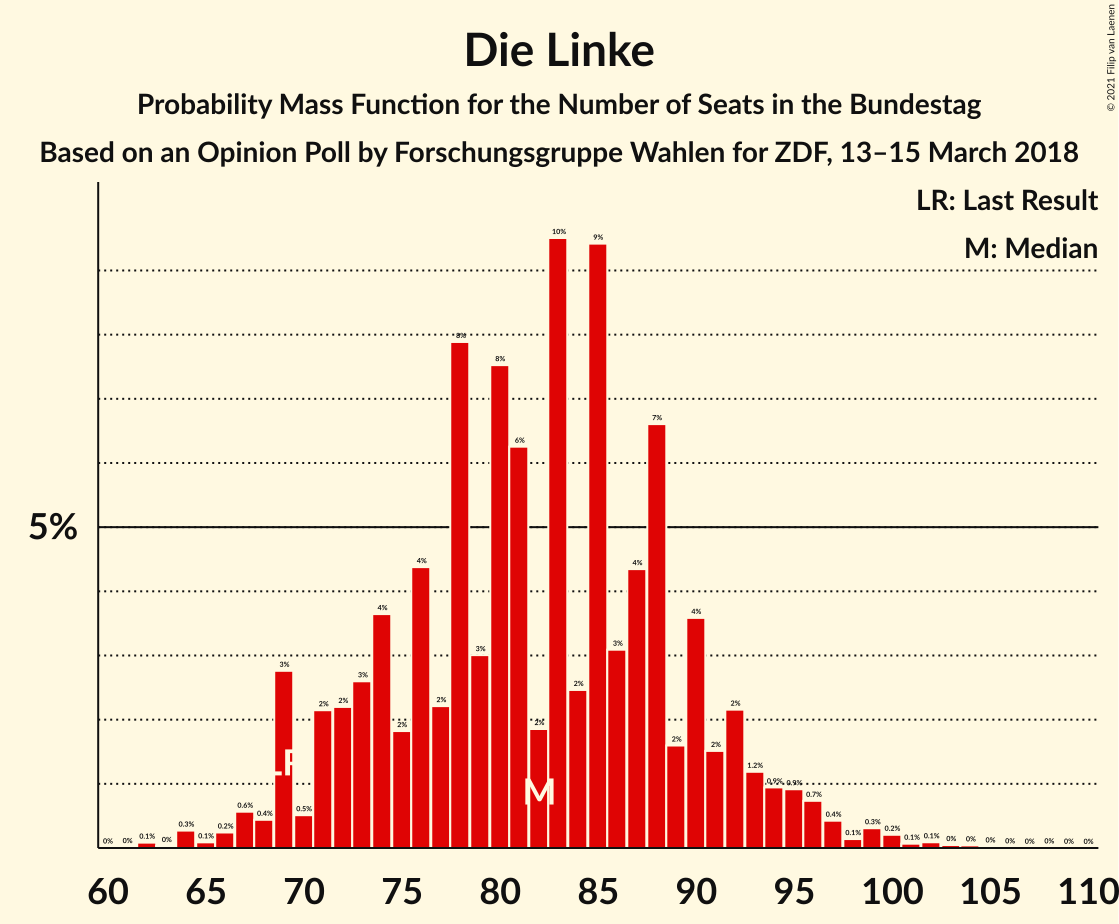 Die Linke
Probability Mass Function for the Number of Seats in the Bundestag
Based on an Opinion Poll by Forschungsgruppe Wahlen for ZDF, 13–15 March 2018
© 2021 Filip van Laenen
LR: Last Result
M: Median
5%
0% 0% 0.1% 0% 0.3% 0.1% 0.2% 0.6% 0.4% 3% 0.5% 2% 2% 3% 4% 2% 4% 2% 8% 3% 8% 6% 2% 10% 2% 9% 3% 4% 7% 2% 4% 2% 2% 1.2% 0.9% 0.9% 0.7% 0.4% 0.1% 0.3% 0.2% 0.1% 0.1% 0% 0% 0% 0% 0% 0% 0% 0%
LR
M
60 65 70 75 80 85 90 95 100 105 110